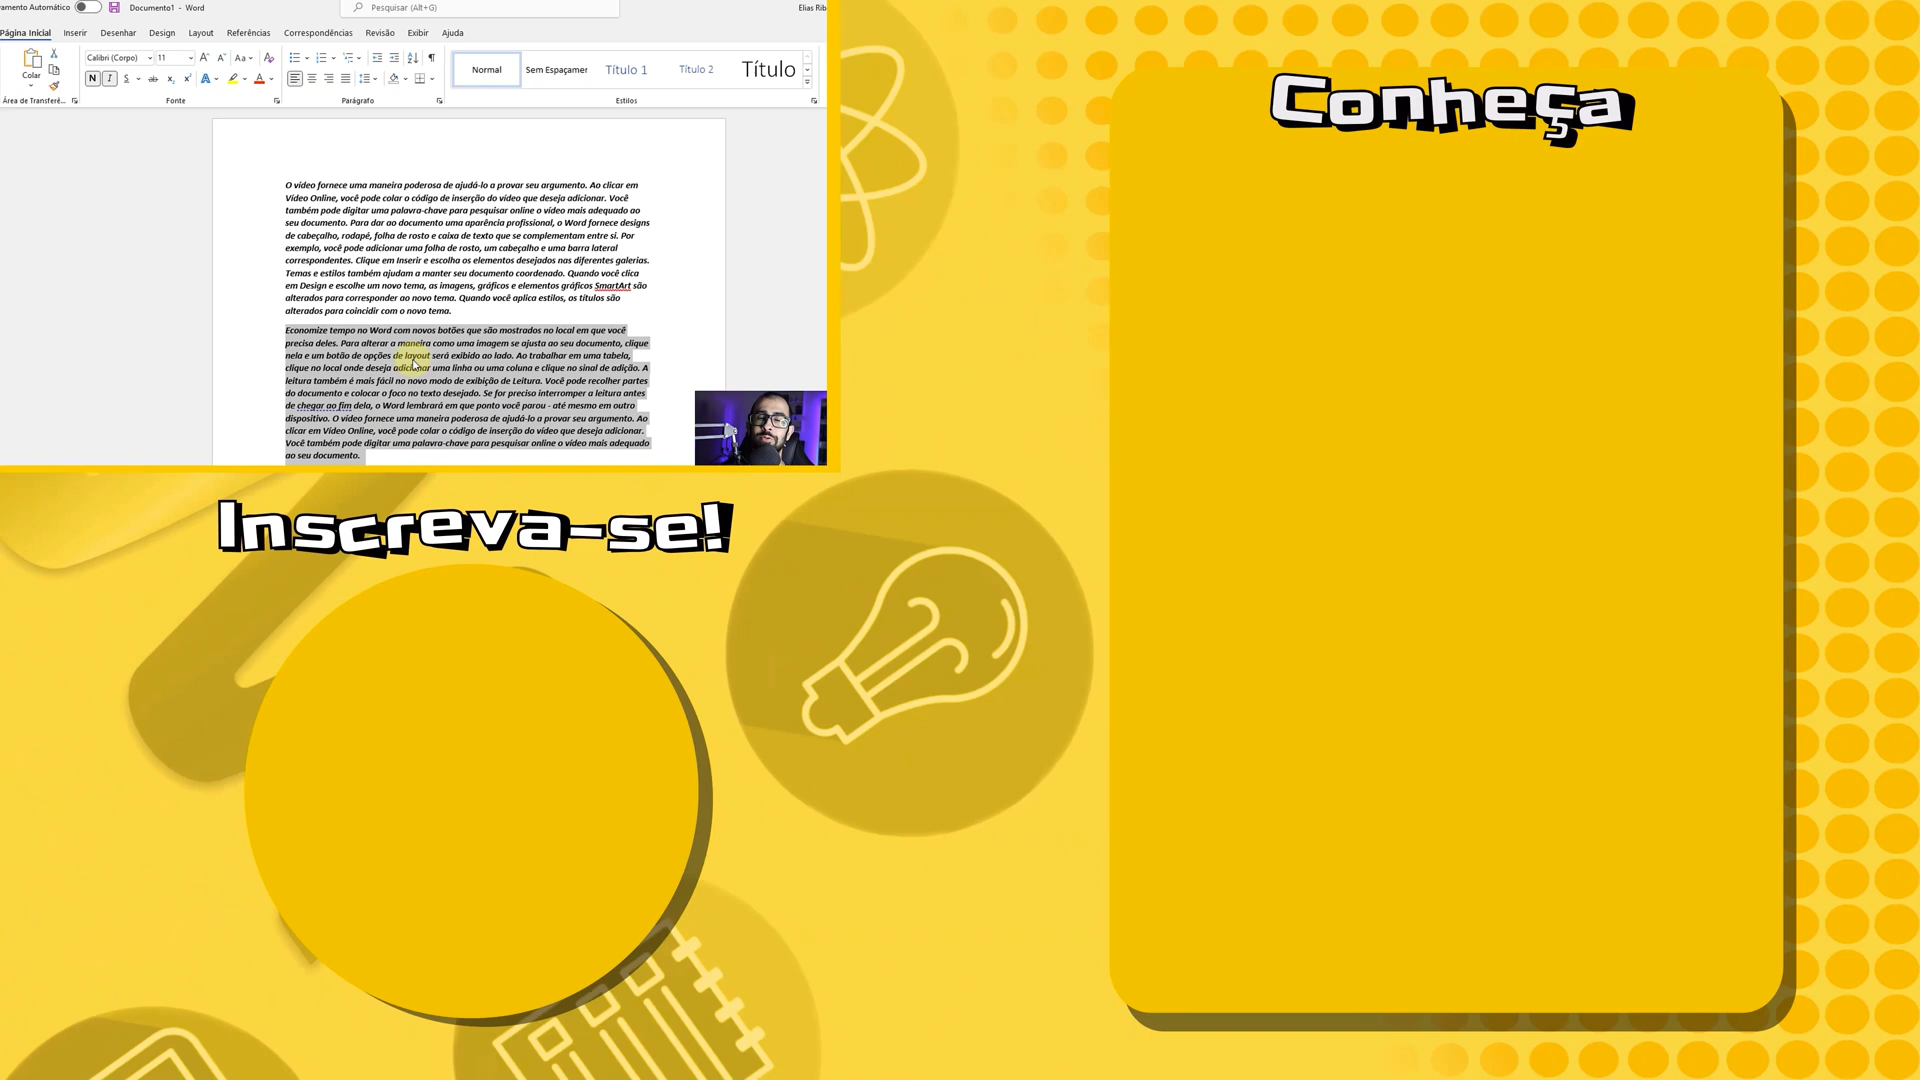 amento Automático
Documento1 - Word
Pesquisar (Alt+G)
Elias Rib
Página Inicial Inserir Desenhar Design Layout Referências Correspondências Revisão Exibir Ajuda
Colar
Calibri (Corpo) 11
Normal
Sem Espaçamer
Título 1
Título 2
Título
Área de Transferê...
Fonte
Parágrafo
Estilos
O vídeo fornece uma maneira poderosa de ajudá-lo a provar seu argumento. Ao clicar em
Vídeo Online, você pode colar o código de inserção do vídeo que deseja adicionar. Você
também pode digitar uma palavra-chave para pesquisar online o vídeo mais adequado ao
seu documento. Para dar ao documento uma aparência profissional, o Word fornece designs
de cabeçalho, rodapé, folha de rosto e caixa de texto que se complementam entre si. Por
exemplo, você pode adicionar uma folha de rosto, um cabeçalho e uma barra lateral
correspondentes. Clique em Inserir e escolha os elementos desejados nas diferentes galerias.
Temas e estilos também ajudam a manter seu documento coordenado. Quando você clica
em Design e escolhe um novo tema, as imagens, gráficos e elementos gráficos SmartArt são
alterados para corresponder ao novo tema. Quando você aplica estilos, os títulos são
alterados para coincidir com o novo tema.
Economize tempo no Word com novos botões que são mostrados no local em que você
precisa deles. Para alterar a maneira como uma imagem se ajusta ao seu documento, clique
nela e um botão de opções de layout será exibido ao lado. Ao trabalhar em uma tabela,
clique no local onde deseja adicionar uma linha ou uma coluna e clique no sinal de adição. A
leitura também é mais fácil no novo modo de exibição de Leitura. Você pode recolher partes
do documento e colocar o foco no texto desejado. Se for preciso interromper a leitura antes
de chegar ao fim dela, o Word lembrará em que ponto você parou - até mesmo em outro
dispositivo. O vídeo fornece uma maneira poderosa de ajudá-lo a provar seu argumento. Ao
clicar em Vídeo Online, você pode colar o código de inserção do vídeo que deseja adicionar.
Você também pode digitar uma palavra-chave para pesquisar online o vídeo mais adequado
ao seu documento.
Conheça
Inscreva-se!